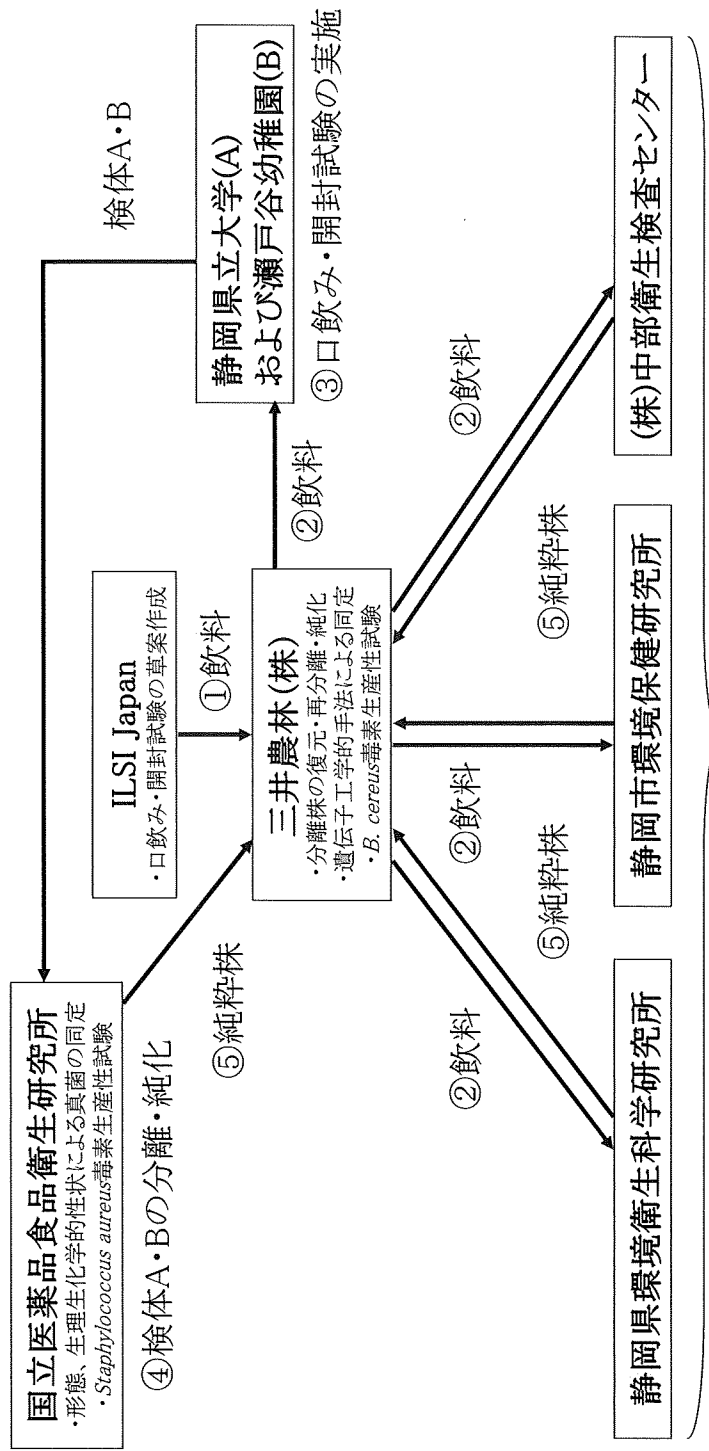 国立医薬品食品衛生研究所
・形態、生理生化学的性状による真菌の同定
・Staphylococcus aureus毒素生産性試験
④検体A・Bの分離・純化
検体A・B
ILSI Japan
・口飲み・開封試験の草案作成
①飲料
静岡県立大学(A)
および瀬戸谷幼稚園(B)
③口飲み・開封試験の実施
⑤純粋株
②飲料
三井農林(株)
・分離株の復元・再分離・純化
・遺伝子工学的手法による同定
・B. cereus毒素生産性試験
②飲料
⑤純粋株
②飲料
⑤純粋株
②飲料
静岡県環境衛生科学研究所
静岡市環境保健研究所
(株)中部衛生検査センター